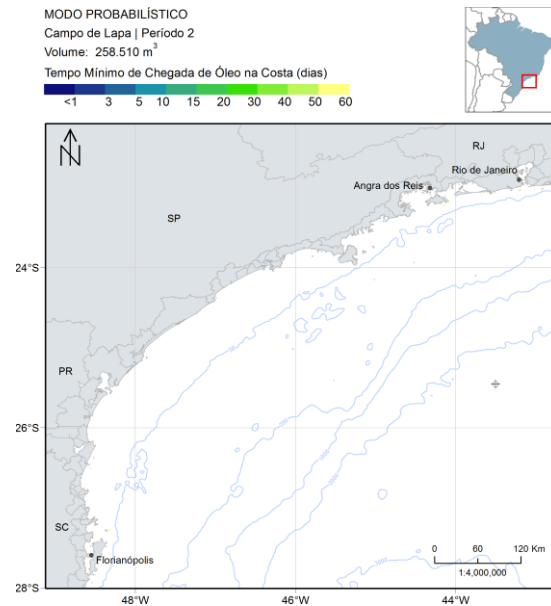 MODO PROBABILÍSTICO
Campo de Lapa | Período 2
Volume: 258.510 m³
Tempo Mínimo de Chegada de Óleo na Costa (dias)
<1 3 5 10 15 20 30 40 50 60
N
RJ
Rio de Janeiro
Angra dos Reis
SP
24°S
PR
26°S
SC
Florianópolis
0 60 120 Km
1:4,000,000
28°S
48°W 46°W 44°W